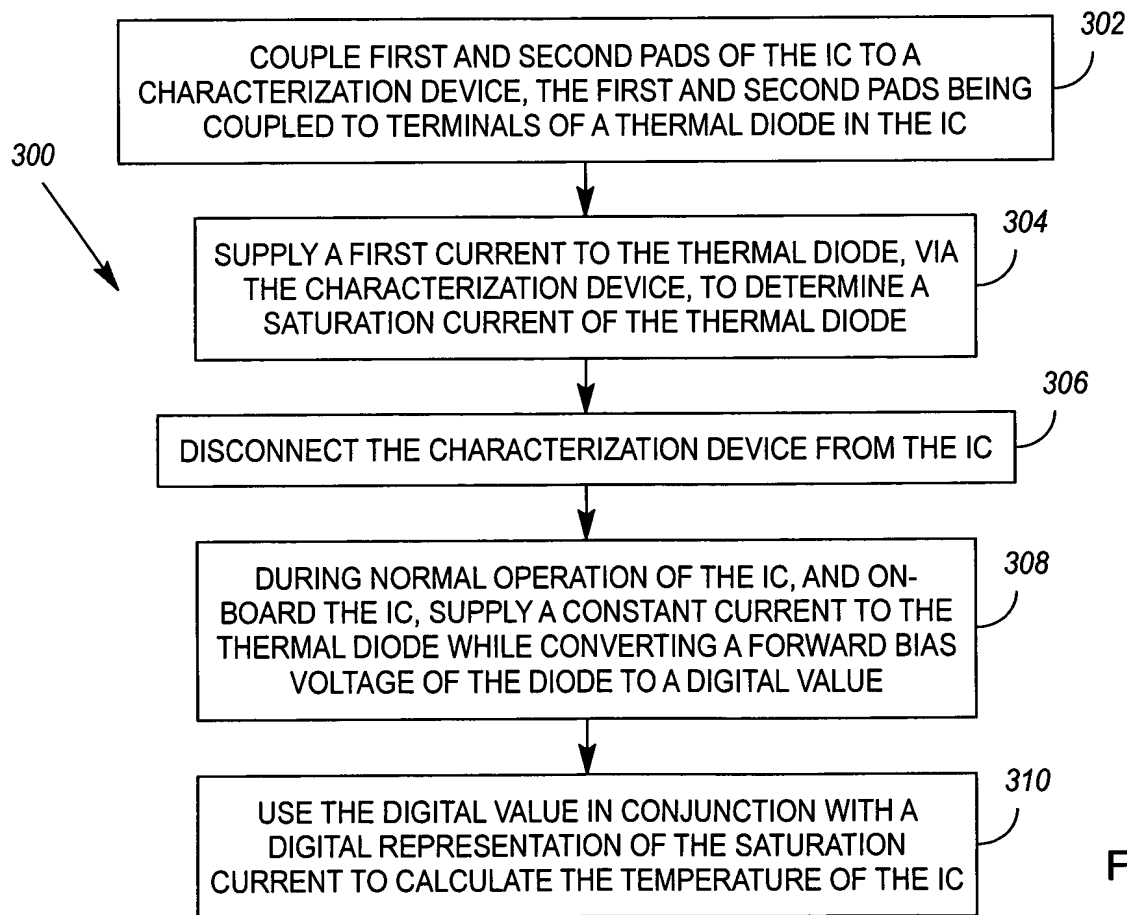 302
COUPLE FIRST AND SECOND PADS OF THE IC TO A
CHARACTERIZATION DEVICE, THE FIRST AND SECOND PADS BEING
COUPLED TO TERMINALS OF A THERMAL DIODE IN THE IC
300
304
SUPPLY A FIRST CURRENT TO THE THERMAL DIODE, VIA
THE CHARACTERIZATION DEVICE, TO DETERMINE A
SATURATION CURRENT OF THE THERMAL DIODE
306
DISCONNECT THE CHARACTERIZATION DEVICE FROM THE IC
308
DURING NORMAL OPERATION OF THE IC, AND ON-
BOARD THE IC, SUPPLY A CONSTANT CURRENT TO THE
THERMAL DIODE WHILE CONVERTING A FORWARD BIAS
VOLTAGE OF THE DIODE TO A DIGITAL VALUE
310
USE THE DIGITAL VALUE IN CONJUNCTION WITH A
DIGITAL REPRESENTATION OF THE SATURATION
CURRENT TO CALCULATE THE TEMPERATURE OF THE IC
F